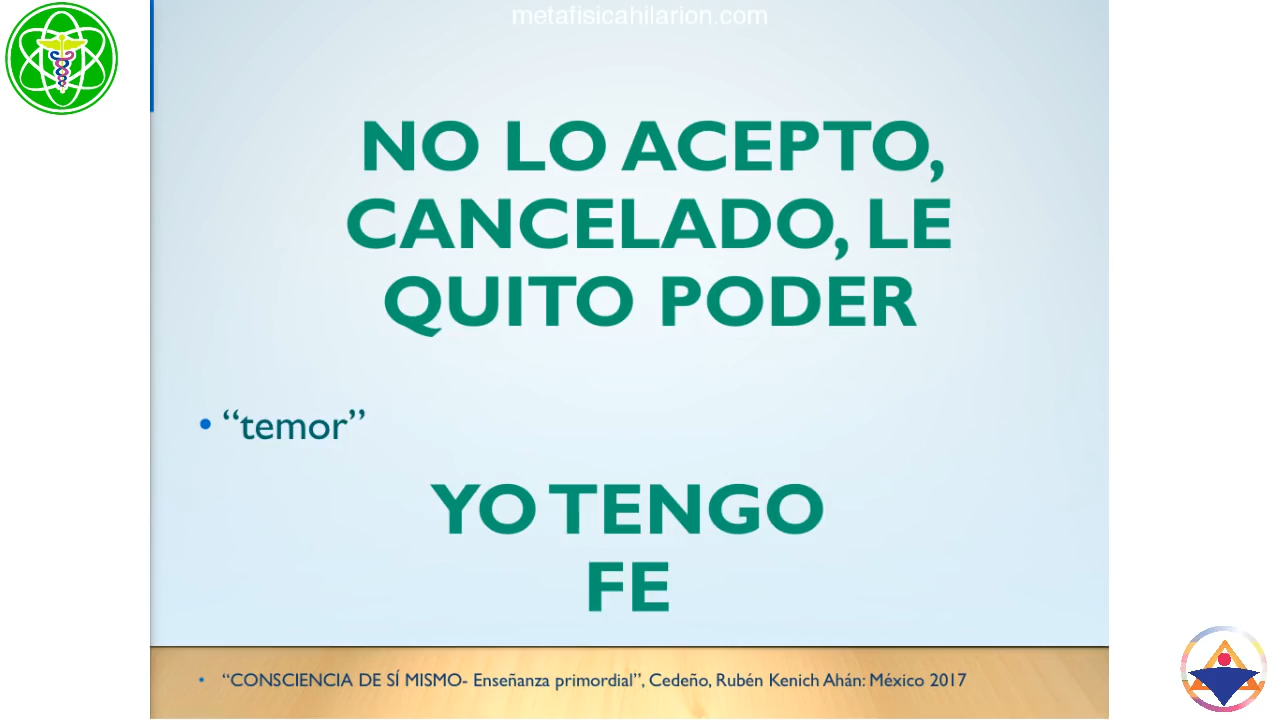 metafisicahilarion.com
NO LO ACEPTO,
CANCELADO, LE
QUITO PODER
• “temor”
YO TENGO
FE
• “CONSCIENCIA DE SÍ MISMO- Enseñanza primordial”, Cedeño, Rubén Kenich Ahán: México 2017